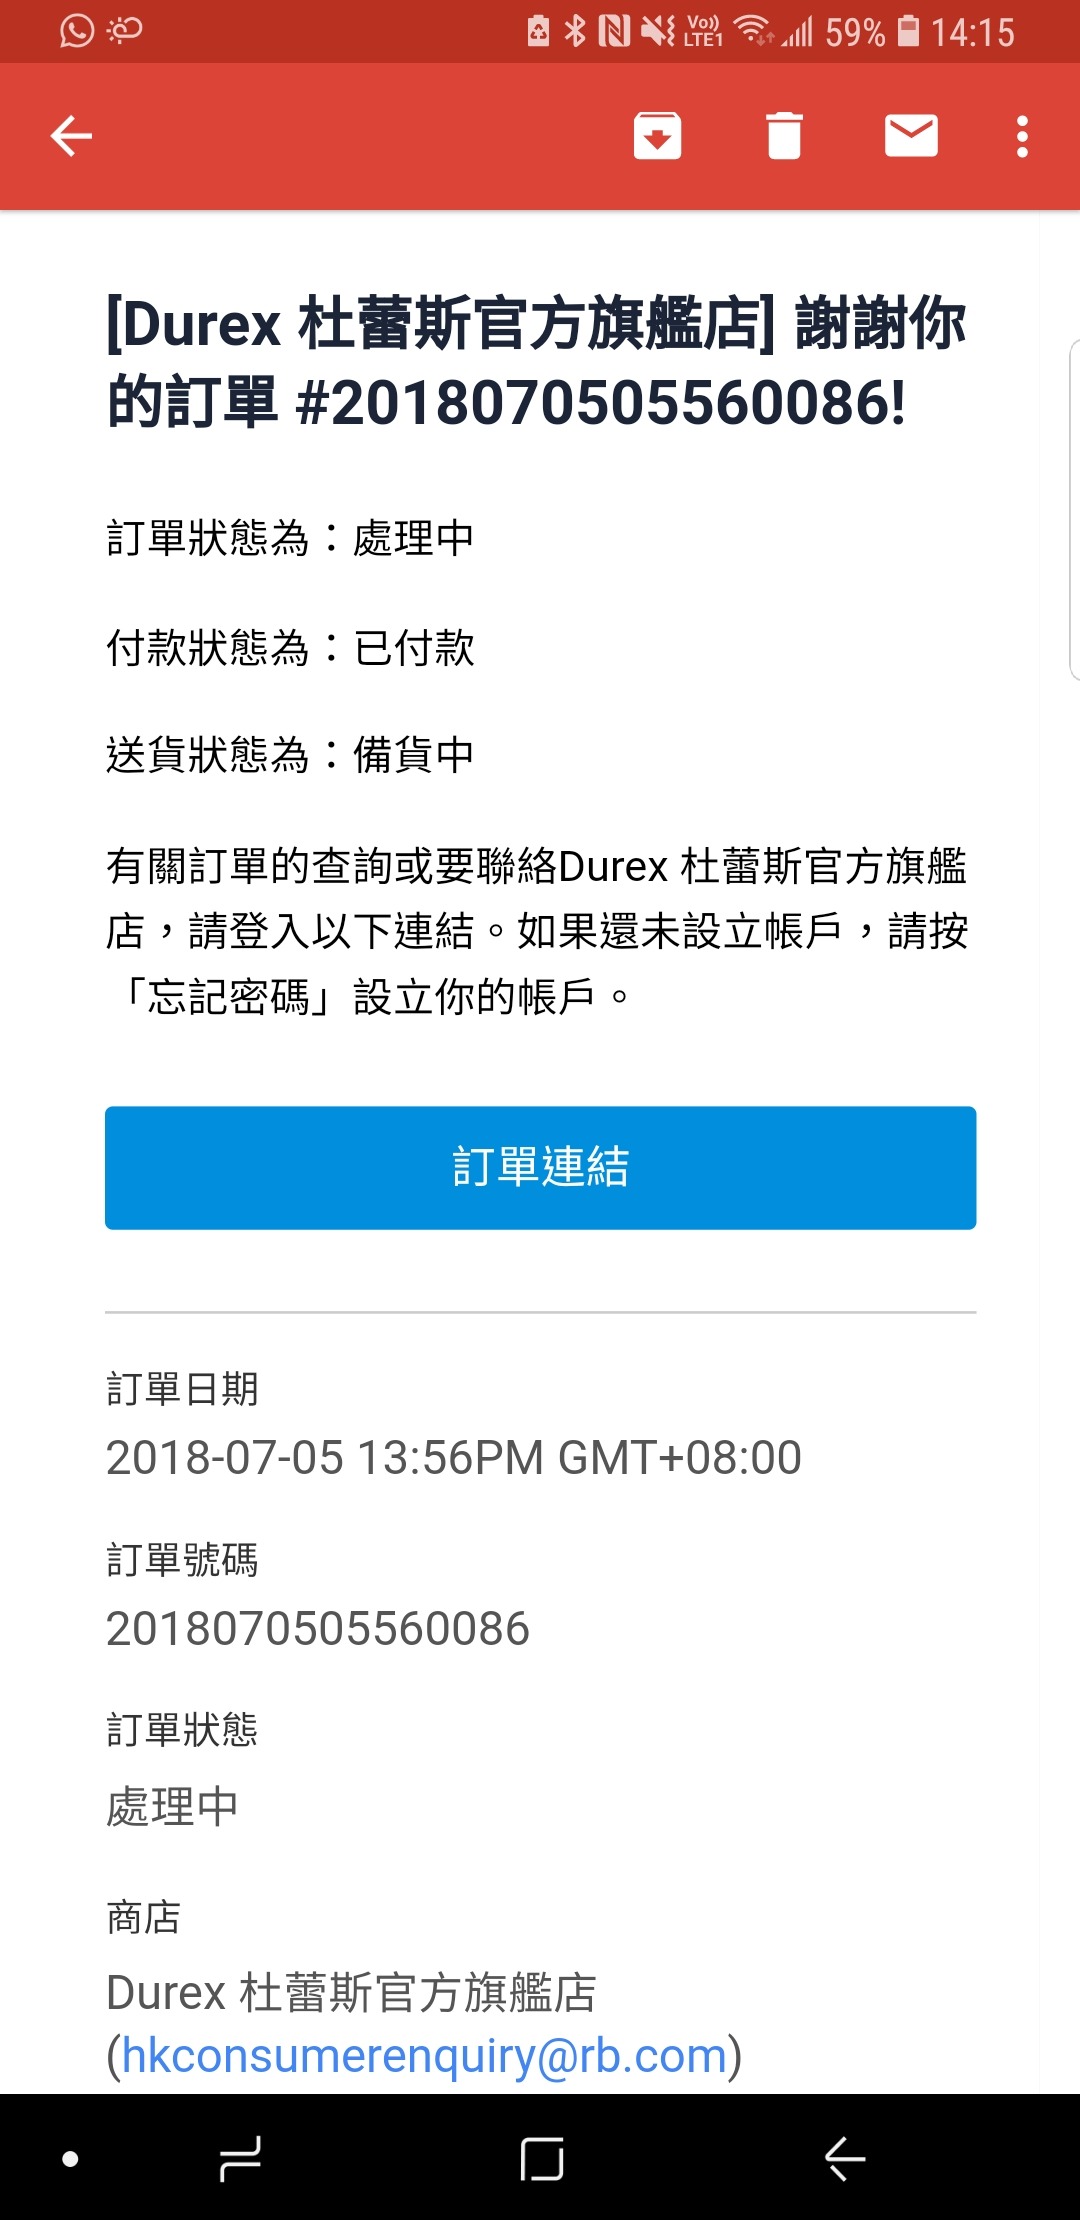 Vo)) LTE1 59% 14:15
[Durex 杜蕾斯官方旗艦店] 謝謝你
的訂單 #20180705055​60086!
訂單狀態為：處理中
付款狀態為：已付款
送貨狀態為：備貨中
有關訂單的查詢或要聯絡Durex 杜蕾斯官方旗艦
店，請登入以下連結。如果還未設立帳戶，請按
「忘記密碼」設立你的帳戶。
訂單連結
訂單日期
2018-07-05 13:56PM GMT+08:00
訂單號碼
2018070505560086
訂單狀態
處理中
商店
Durex 杜蕾斯官方旗艦店
(hkconsumerenquiry@rb.com)